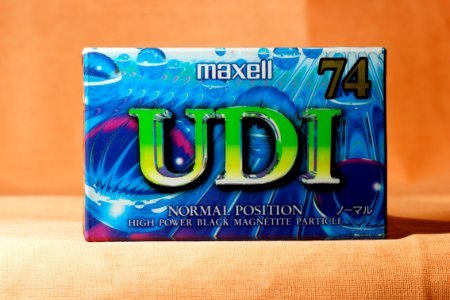 maxell
74
UDI
NORMAL POSITION ノーマル
HIGH POWER BLACK MAGNETITE PARTICLE